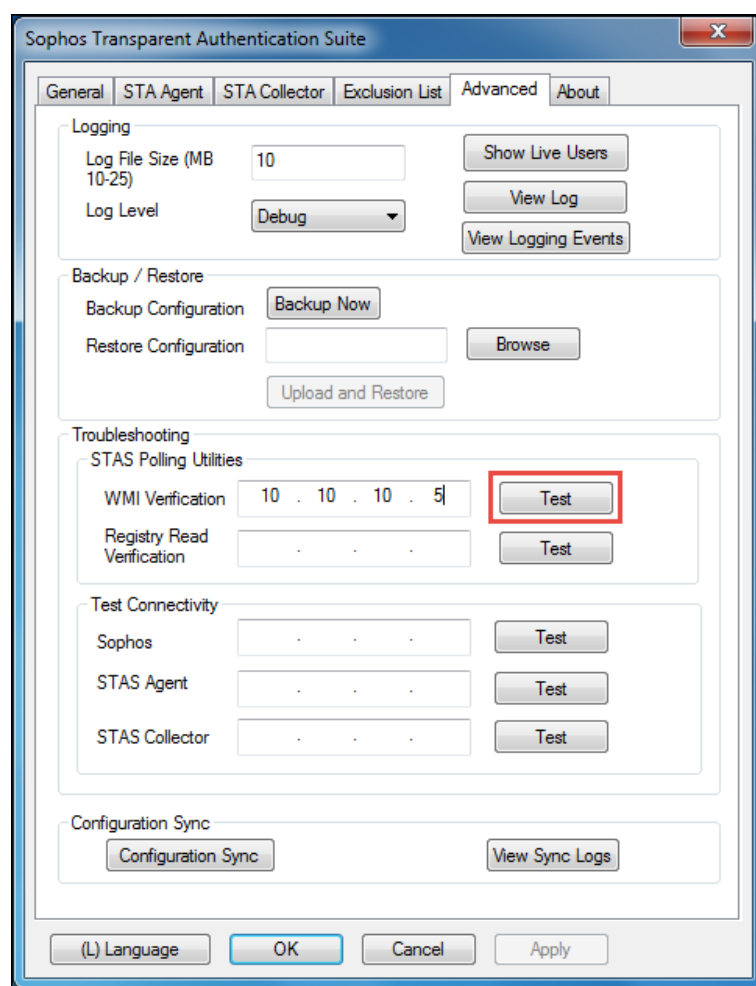 Sophos Transparent Authentication Suite
General STA Agent STA Collector Exclusion List Advanced About
Logging
Log File Size (MB
10-25)
10
Show Live Users
Log Level
Debug
View Log
View Logging Events
Backup / Restore
Backup Configuration
Backup Now
Restore Configuration
Browse
Upload and Restore
Troubleshooting
STAS Polling Utilities
WMI Verification
10 . 10 . 10 . 5
Test
Registry Read
Verification
. . .
Test
Test Connectivity
Sophos
. . .
Test
STAS Agent
. . .
Test
STAS Collector
. . .
Test
Configuration Sync
Configuration Sync
View Sync Logs
(L) Language
OK
Cancel
Apply